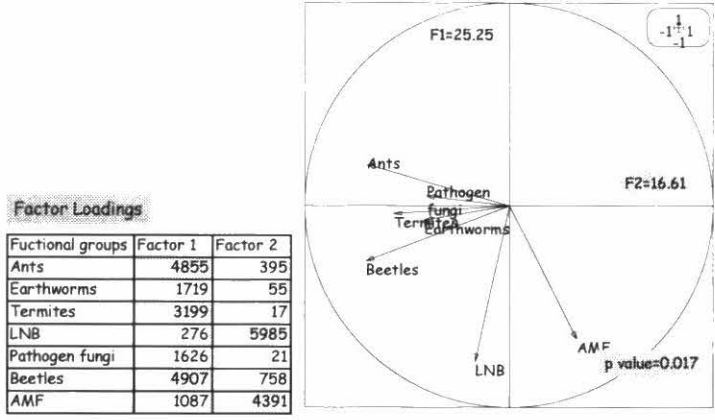 Factor Loadings
Fuctional groups Factor 1 Factor 2
Ants 4855 395
Earthworms 1719 55
Termites 3199 17
LNB 276 5985
Pathogen fungi 1626 21
Beetles 4907 758
AMF 1087 4391
F1=25.25
1
-1 1
-1
F2=16.61
Ants
Pathogen
fungi
Termites
Earthworms
Beetles
LNB
AMF
p value=0.017